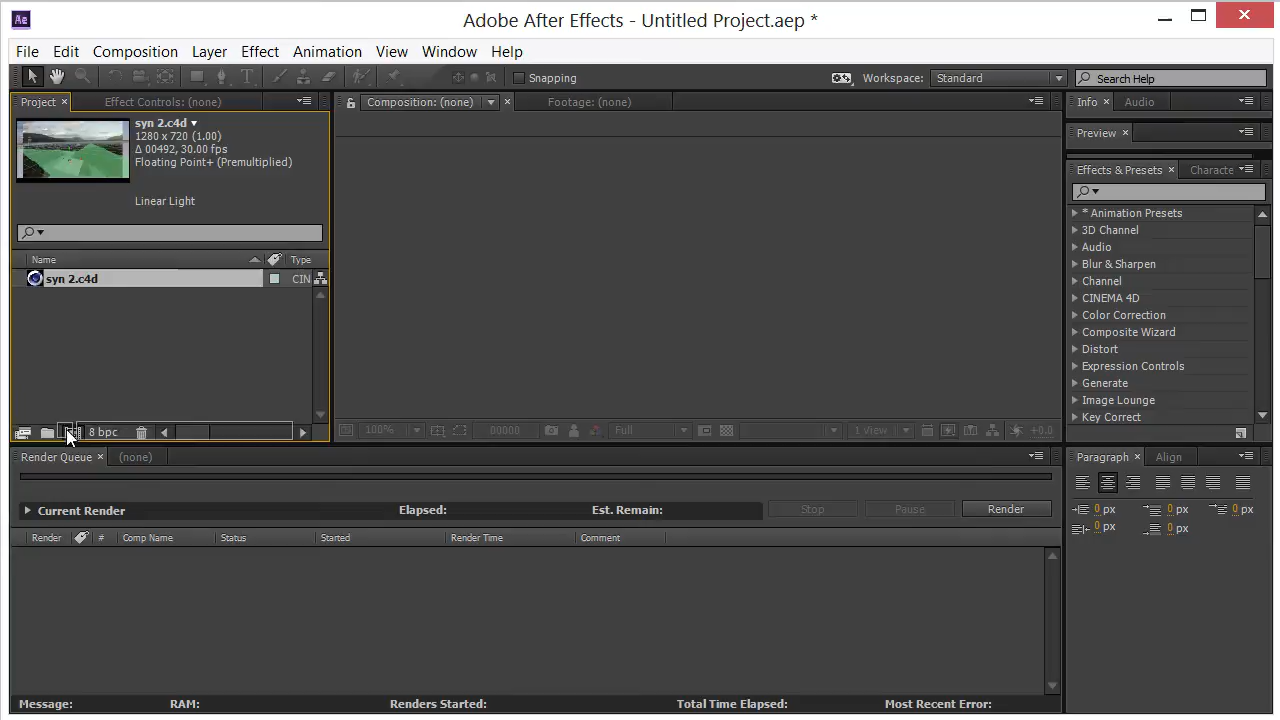 Ae Adobe After Effects - Untitled Project.aep *
File Edit Composition Layer Effect Animation View Window Help
Snapping Workspace: Standard Search Help
Project Effect Controls: (none) Composition: (none) Footage: (none) Info Audio
syn 2.c4d
1280 x 720 (1.00)
Δ 00492, 30.00 fps
Floating Point+ (Premultiplied)
Linear Light
Name Type
syn 2.c4d CIN
8 bpc
100% 00000 Full 1 View +0.0
Preview
Effects & Presets Characte
* Animation Presets
3D Channel
Audio
Blur & Sharpen
Channel
CINEMA 4D
Color Correction
Composite Wizard
Distort
Expression Controls
Generate
Image Lounge
Key Correct
Render Queue (none)
Current Render Elapsed: Est. Remain: Stop Pause Render
Render # Comp Name Status Started Render Time Comment
Paragraph Align
0 px 0 px 0 px
0 px 0 px
Message: RAM: Renders Started: Total Time Elapsed: Most Recent Error: